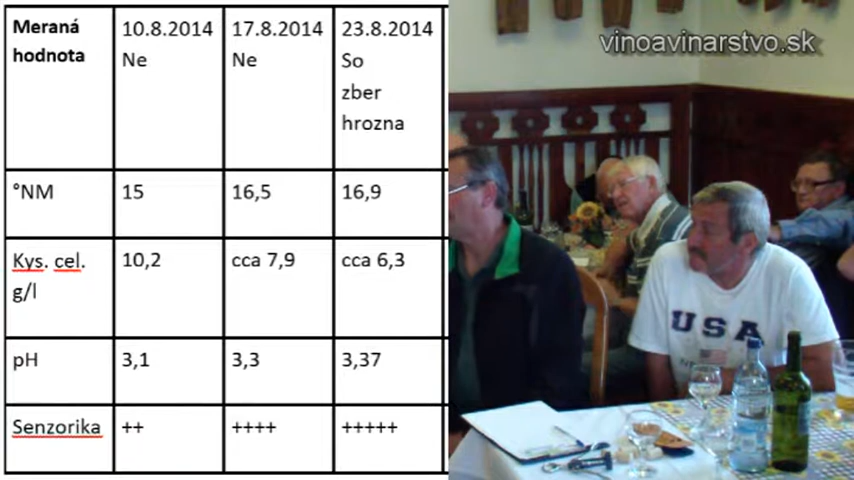 Meraná
hodnota
10.8.2014
Ne
17.8.2014
Ne
23.8.2014
So
zber
hrozna
°NM
15
16,5
16,9
Kys. cel.
g/l
10,2
cca 7,9
cca 6,3
pH
3,1
3,3
3,37
Senzorika
++
++++
+++++
vinoavinarstvo.sk
USA